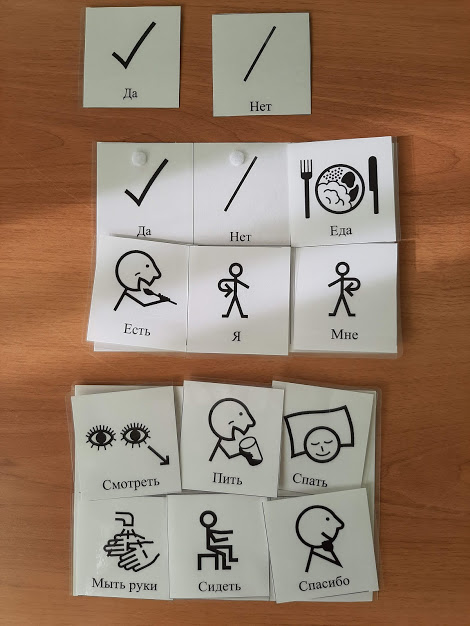 Да
Нет
Да
Нет
Еда
Есть
Я
Мне
Смотреть
Пить
Спать
Мыть руки
Сидеть
Спасибо